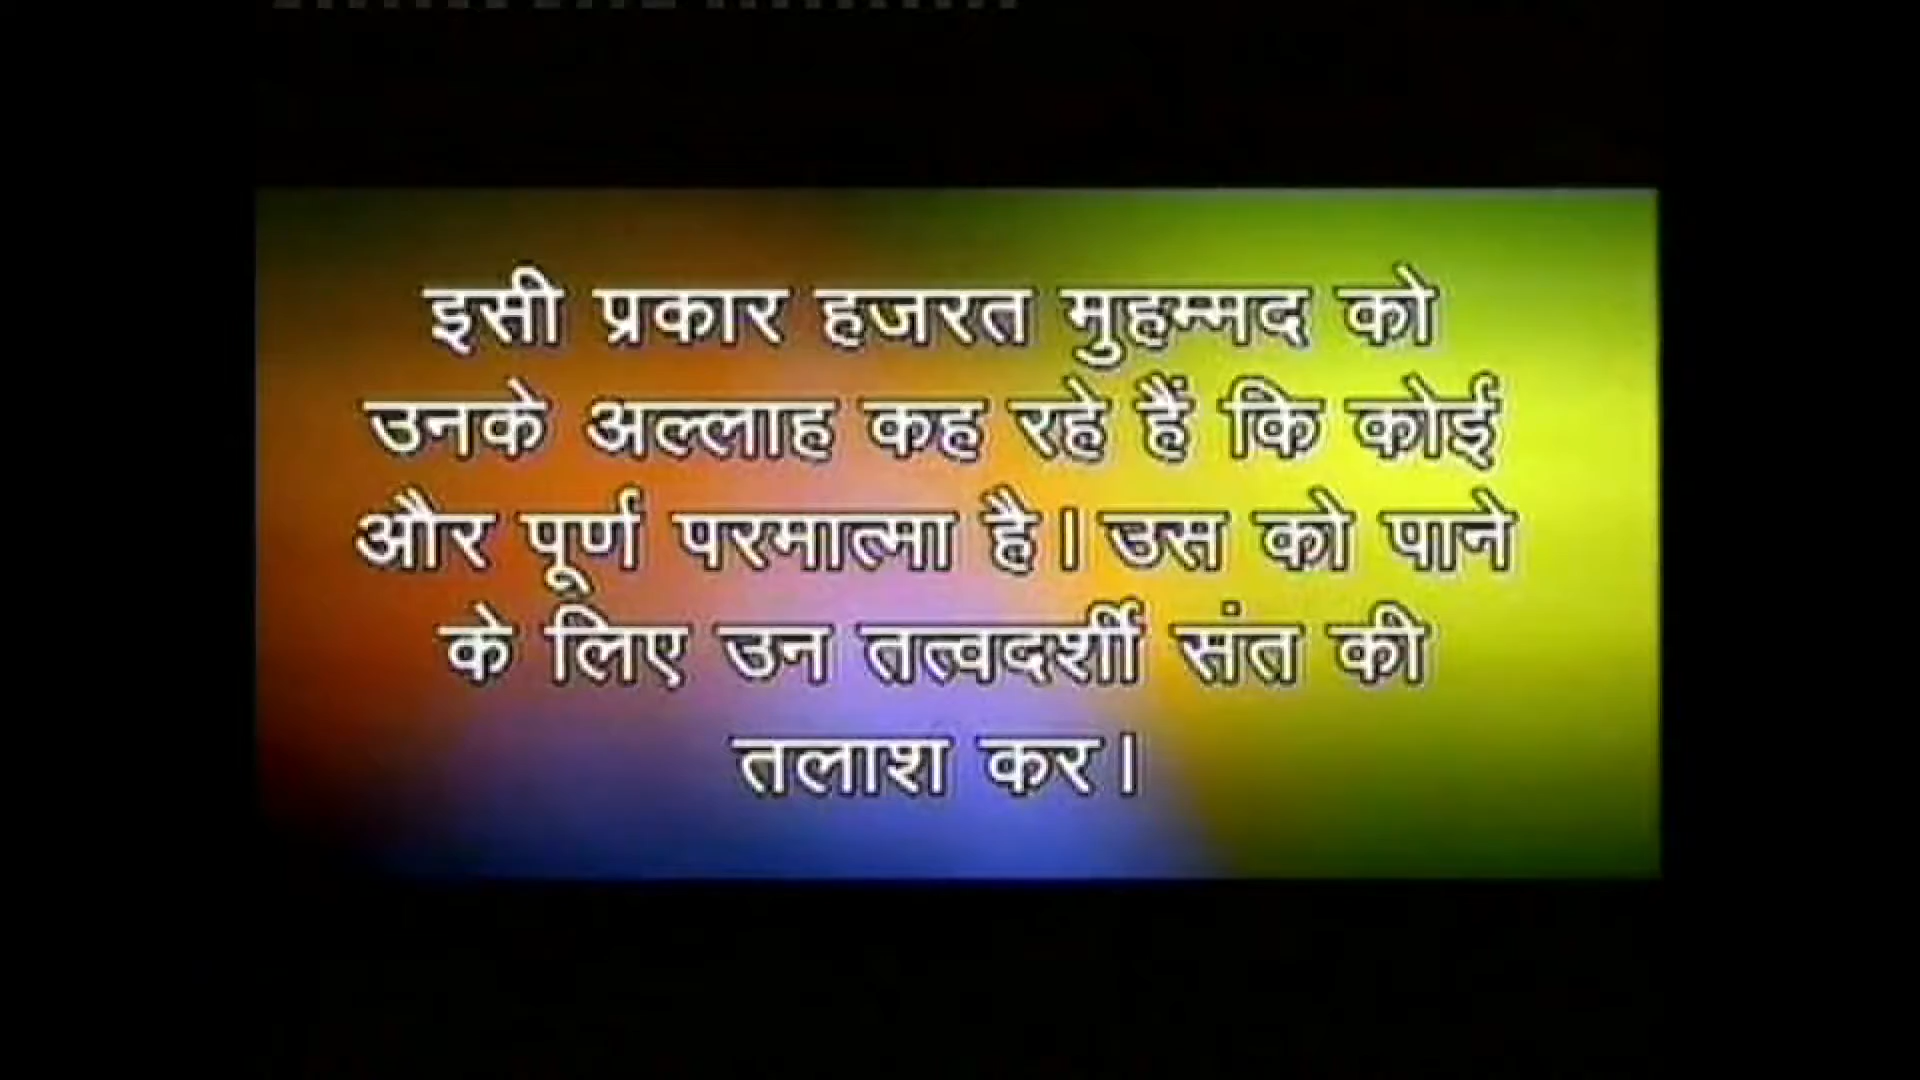 इसी प्रकार हजरत मुहम्मद को
उनके अल्लाह कह रहे हैं कि कोई
और पूर्ण परमात्मा है। उस को पाने
के लिए उन तत्वदर्शी संत की
तलाश कर।